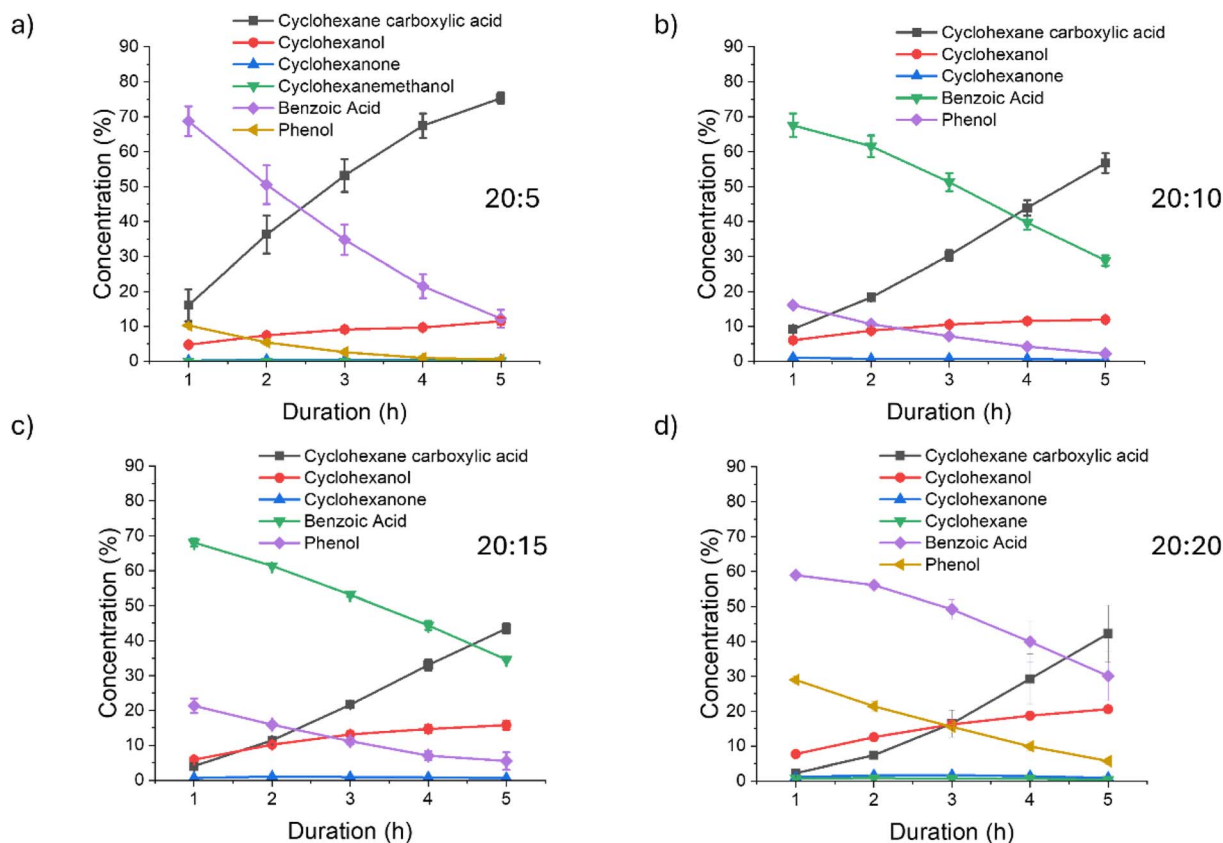 a)
Cyclohexane carboxylic acid
Cyclohexanol
Cyclohexanone
Cyclohexanemethanol
Benzoic Acid
Phenol
20:5
Concentration (%)
90
80
70
60
50
40
30
20
10
0
1 2 3 4 5
Duration (h)
b)
Cyclohexane carboxylic acid
Cyclohexanol
Cyclohexanone
Benzoic Acid
Phenol
20:10
Concentration (%)
90
80
70
60
50
40
30
20
10
0
1 2 3 4 5
Duration (h)
c)
Cyclohexane carboxylic acid
Cyclohexanol
Cyclohexanone
Benzoic Acid
Phenol
20:15
Concentration (%)
90
80
70
60
50
40
30
20
10
0
1 2 3 4 5
Duration (h)
d)
Cyclohexane carboxylic acid
Cyclohexanol
Cyclohexanone
Cyclohexane
Benzoic Acid
Phenol
20:20
Concentration (%)
90
80
70
60
50
40
30
20
10
0
1 2 3 4 5
Duration (h)